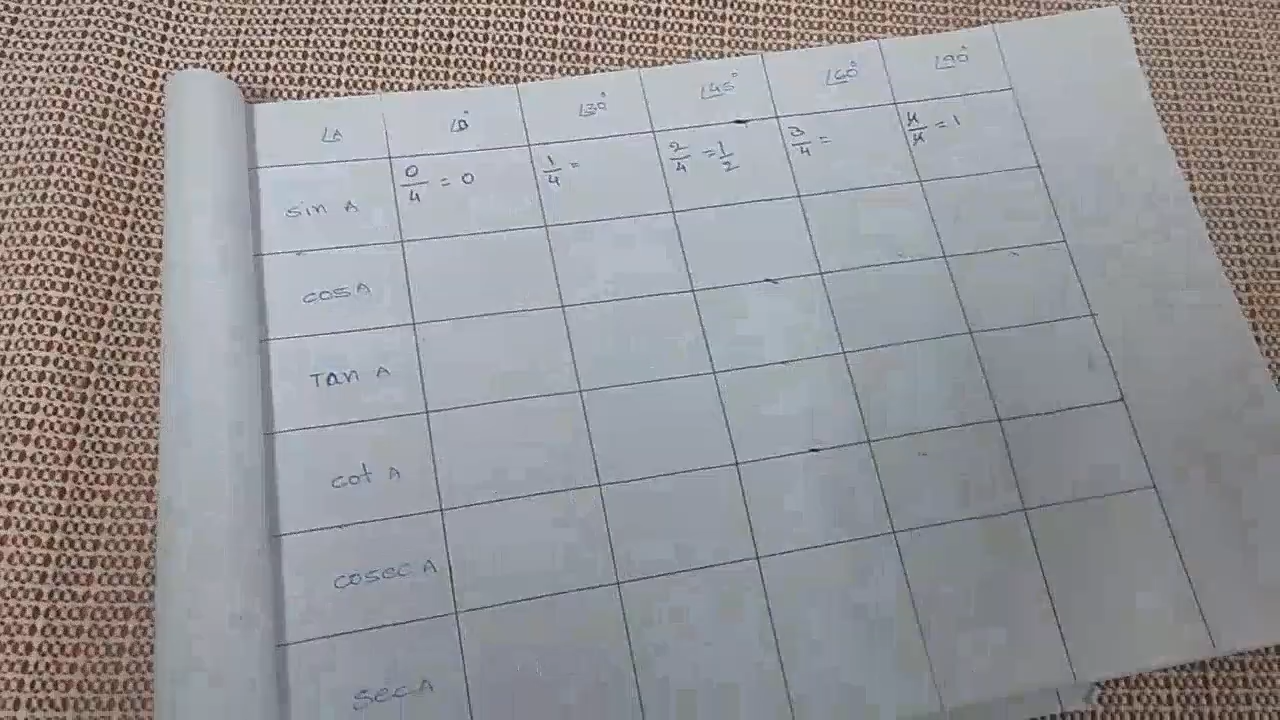 ∠A ∠0° ∠30° ∠45° ∠60° ∠90°
sin A 0/4 = 0 1/4 = 2/4 = 1/2 3/4 = 4/4 = 1
cos A
Tan A
cot A
cosec A
sec A